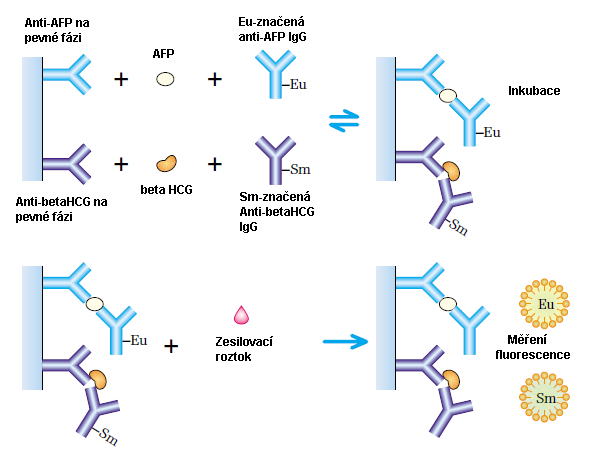 Anti-AFP na
pevné fázi
AFP
Eu-značená
anti-AFP IgG
+
+
Eu
Inkubace
Eu
+
+
Sm
Anti-betaHCG na
pevné fázi
beta HCG
Sm-značená
Anti-betaHCG
IgG
Sm
Eu
+
Zesilovací
roztok
Eu
Měření
fluorescence
Sm
Sm